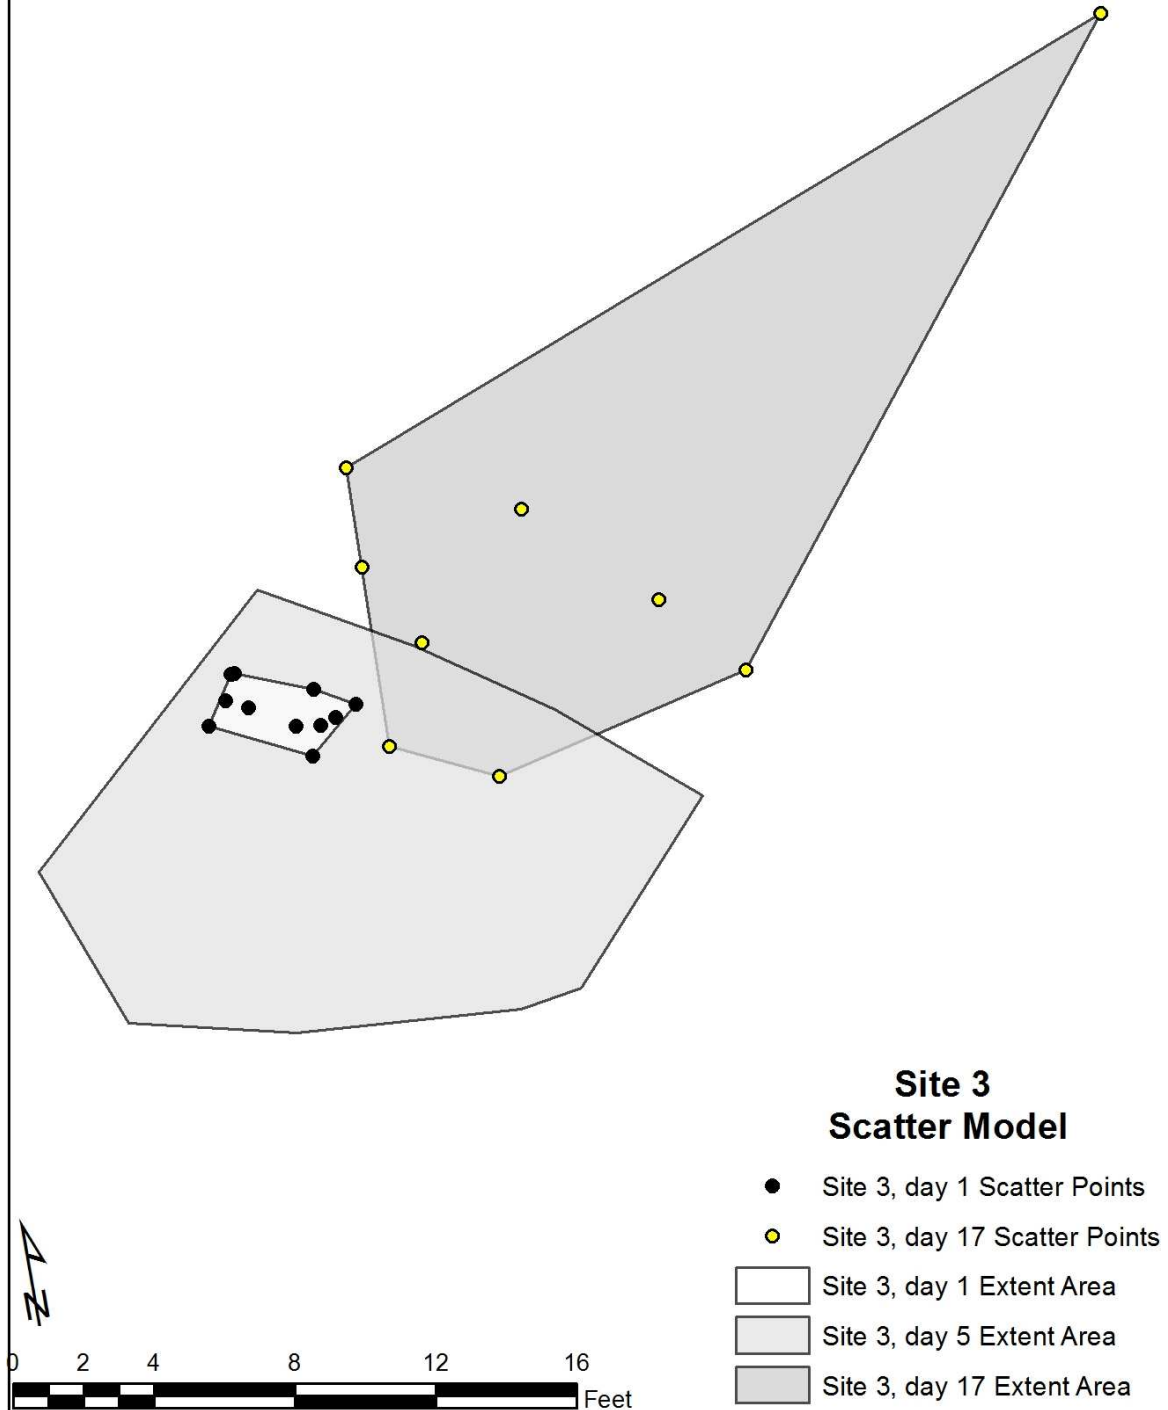 Site 3
Scatter Model
Site 3, day 1 Scatter Points
Site 3, day 17 Scatter Points
Site 3, day 1 Extent Area
Site 3, day 5 Extent Area
Site 3, day 17 Extent Area
N
0 2 4 8 12 16
Feet